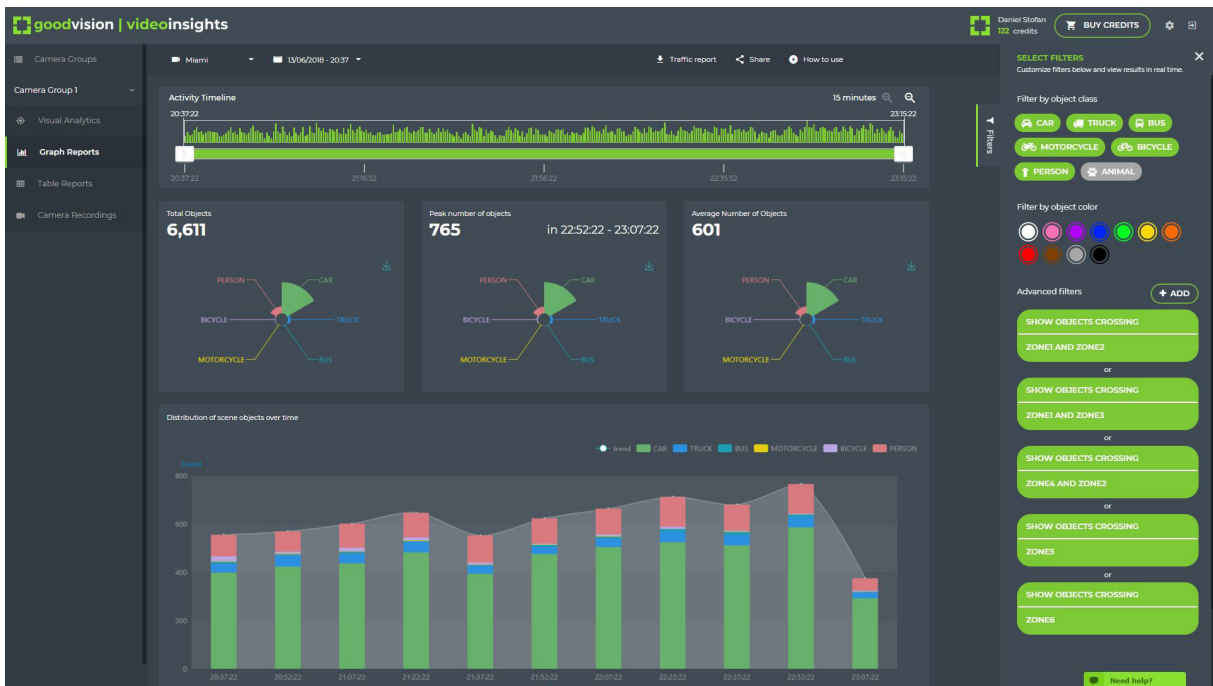 goodvision | videoinsights
Daniel Stofan
122 credits
BUY CREDITS
Camera Groups
Camera Group 1
Visual Analytics
Graph Reports
Table Reports
Camera Recordings
Miami
13/06/2018 - 20:37
Traffic report
Share
How to use
Activity Timeline
15 minutes
20:37:22
23:15:22
20:37:22
21:16:52
21:56:22
22:35:52
23:15:22
Filters
Total Objects
6,611
PERSON
CAR
BICYCLE
TRUCK
MOTORCYCLE
BUS
Peak number of objects
765
in 22:52:22 - 23:07:22
PERSON
CAR
BICYCLE
TRUCK
MOTORCYCLE
BUS
Average Number of Objects
601
PERSON
CAR
BICYCLE
TRUCK
MOTORCYCLE
BUS
Distribution of scene objects over time
trend
CAR
TRUCK
BUS
MOTORCYCLE
BICYCLE
PERSON
Count
800
600
400
200
0
20:37:22
20:52:22
21:07:22
21:22:22
21:37:22
21:52:22
22:07:22
22:22:22
22:37:22
22:52:22
23:07:22
SELECT FILTERS
Customize filters below and view results in real time.
Filter by object class
CAR
TRUCK
BUS
MOTORCYCLE
BICYCLE
PERSON
ANIMAL
Filter by object color
Advanced filters
+ ADD
SHOW OBJECTS CROSSING
ZONE1 AND ZONE2
or
SHOW OBJECTS CROSSING
ZONE1 AND ZONE3
or
SHOW OBJECTS CROSSING
ZONE4 AND ZONE2
or
SHOW OBJECTS CROSSING
ZONE5
or
SHOW OBJECTS CROSSING
ZONE6
Need help?